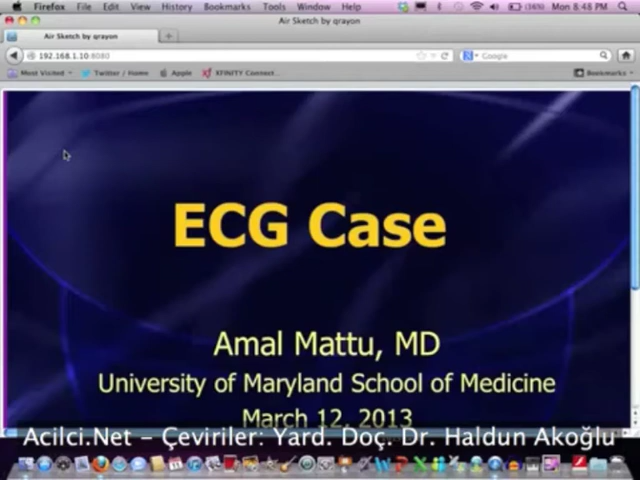 Firefox File Edit View History Bookmarks Tools Window Help (16%) Mon 8:48 PM
Air Sketch by qrayon
Air Sketch by qrayon
192.168.1.10:8080 Google
Most Visited Twitter / Home Apple XFINITY Connect... Bookmarks
ECG Case
Amal Mattu, MD
University of Maryland School of Medicine
March 12, 2013
Acilci.Net – Çeviriler: Yard. Doç. Dr. Haldun Akoğlu